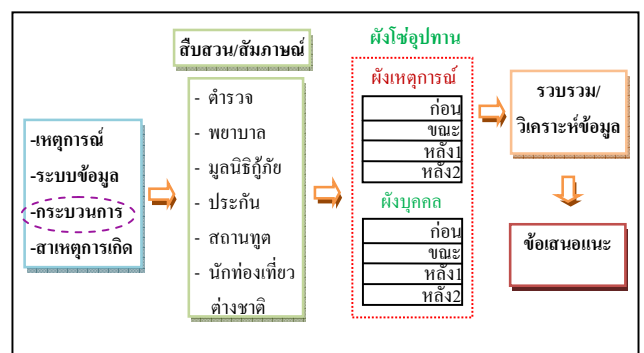 สืบสวน/สัมภาษณ์
ผังโซ่อุปทาน
-เหตุการณ์
-ระบบข้อมูล
-กระบวนการ
-สาเหตุการเกิด
- ตำรวจ
- พยาบาล
- มูลนิธิกู้ภัย
- ประกัน
- สถานทูต
- นักท่องเที่ยว
ต่างชาติ
ผังเหตุการณ์
ก่อน
ขณะ
หลัง1
หลัง2
ผังบุคคล
ก่อน
ขณะ
หลัง1
หลัง2
รวบรวม/
วิเคราะห์ข้อมูล
ข้อเสนอแนะ